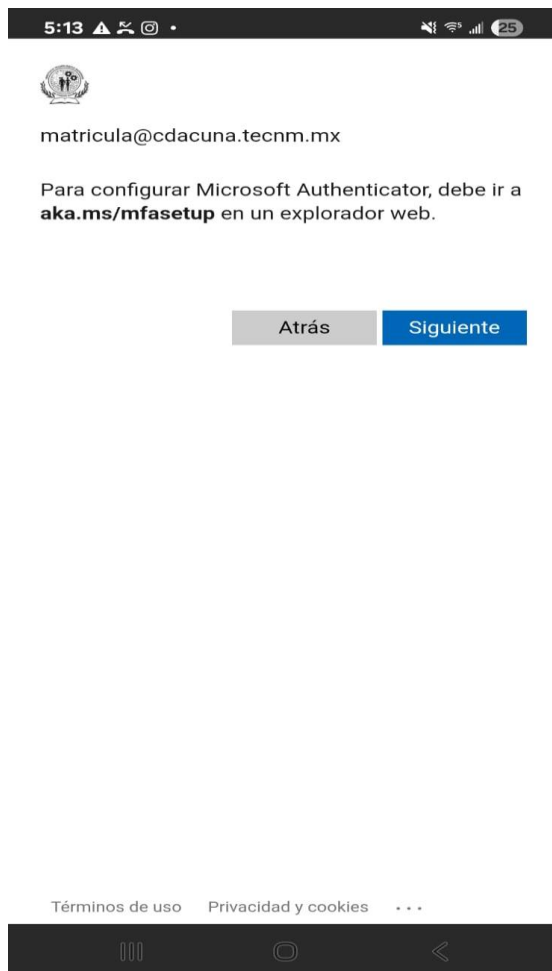 5:13
25
matricula@cdacuna.tecnm.mx
Para configurar Microsoft Authenticator, debe ir a
aka.ms/mfasetup en un explorador web.
Atrás Siguiente
Términos de uso Privacidad y cookies ...